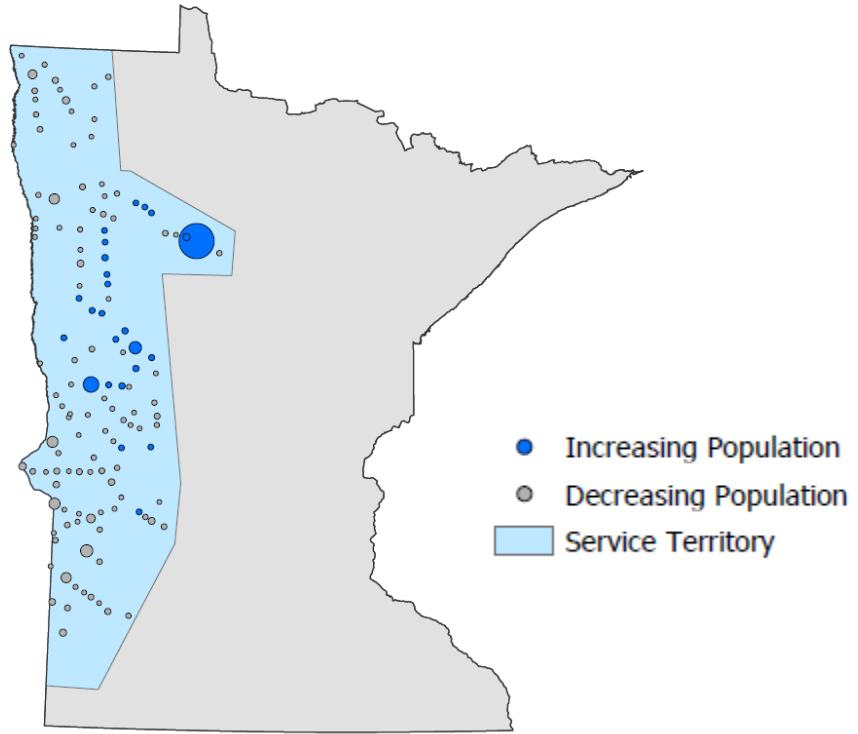 Increasing Population
Decreasing Population
Service Territory